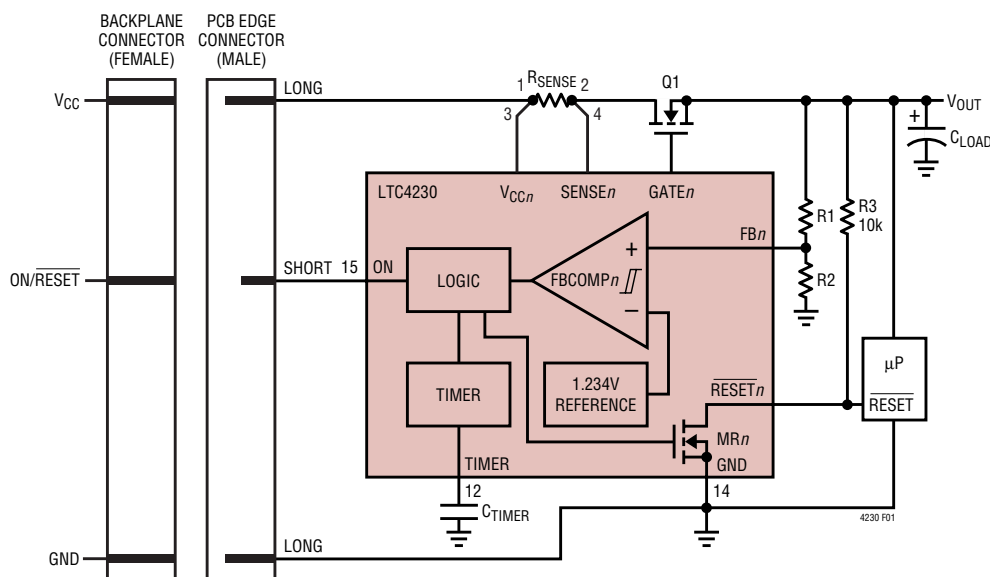 BACKPLANE
CONNECTOR
(FEMALE)
PCB EDGE
CONNECTOR
(MALE)
LONG
1 RSENSE 2
3 4
Q1
VCC
VOUT
+
CLOAD
LTC4230
VCCn
SENSEn
GATEn
R1
R3
10k
FBn
ON/RESET
SHORT 15 ON
LOGIC
+
FBCOMPn
−
R2
TIMER
1.234V
REFERENCE
RESETn
µP
RESET
MRn
GND
TIMER
12
14
CTIMER
4230 F01
GND
LONG